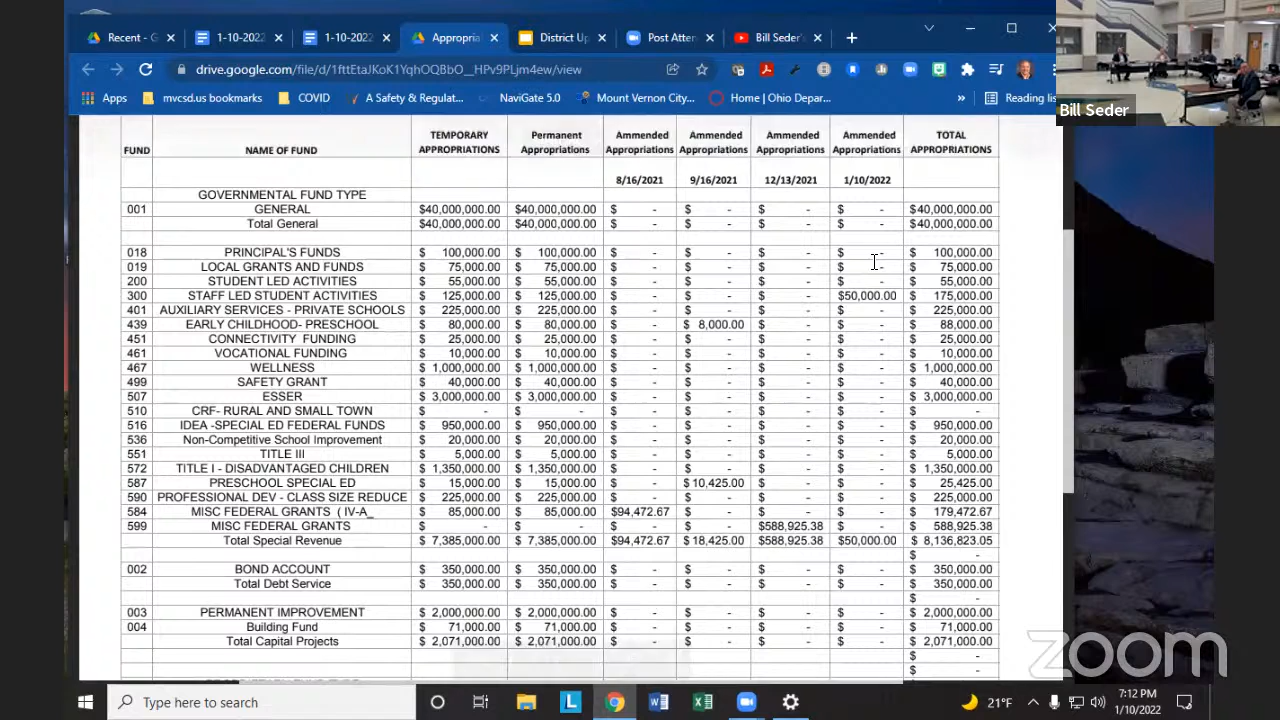 Recent - G
1-10-2022
1-10-2022
Appropria
District Up
Post Atten
Bill Seder's
drive.google.com/file/d/1fttEtaJKoK1YqhOQBbO__HPv9PLjm4ew/view
Apps
mvcsd.us bookmarks
COVID
A Safety & Regulat...
NaviGate 5.0
Mount Vernon City...
Home | Ohio Depar...
»
Reading lis
Bill Seder
FUND NAME OF FUND TEMPORARY APPROPRIATIONS Permanent Appropriations Ammended Appropriations Ammended Appropriations Ammended Appropriations Ammended Appropriations TOTAL APPROPRIATIONS
8/16/2021 9/16/2021 12/13/2021 1/10/2022
GOVERNMENTAL FUND TYPE
001 GENERAL $40,000,000.00 $40,000,000.00 $ - $ - $ - $ - $40,000,000.00
Total General $40,000,000.00 $40,000,000.00 $ - $ - $ - $ - $40,000,000.00
018 PRINCIPAL'S FUNDS $ 100,000.00 $ 100,000.00 $ - $ - $ - $ - $ 100,000.00
019 LOCAL GRANTS AND FUNDS $ 75,000.00 $ 75,000.00 $ - $ - $ - $ - $ 75,000.00
200 STUDENT LED ACTIVITIES $ 55,000.00 $ 55,000.00 $ - $ - $ - $ - $ 55,000.00
300 STAFF LED STUDENT ACTIVITIES $ 125,000.00 $ 125,000.00 $ - $ - $ - $50,000.00 $ 175,000.00
401 AUXILIARY SERVICES - PRIVATE SCHOOLS $ 225,000.00 $ 225,000.00 $ - $ - $ - $ - $ 225,000.00
439 EARLY CHILDHOOD- PRESCHOOL $ 80,000.00 $ 80,000.00 $ - $ 8,000.00 $ - $ - $ 88,000.00
451 CONNECTIVITY FUNDING $ 25,000.00 $ 25,000.00 $ - $ - $ - $ - $ 25,000.00
461 VOCATIONAL FUNDING $ 10,000.00 $ 10,000.00 $ - $ - $ - $ - $ 10,000.00
467 WELLNESS $ 1,000,000.00 $ 1,000,000.00 $ - $ - $ - $ - $ 1,000,000.00
499 SAFETY GRANT $ 40,000.00 $ 40,000.00 $ - $ - $ - $ - $ 40,000.00
507 ESSER $ 3,000,000.00 $ 3,000,000.00 $ - $ - $ - $ - $ 3,000,000.00
510 CRF- RURAL AND SMALL TOWN $ - $ - $ - $ - $ - $ - $ -
516 IDEA -SPECIAL ED FEDERAL FUNDS $ 950,000.00 $ 950,000.00 $ - $ - $ - $ - $ 950,000.00
536 Non-Competitive School Improvement $ 20,000.00 $ 20,000.00 $ - $ - $ - $ - $ 20,000.00
551 TITLE III $ 5,000.00 $ 5,000.00 $ - $ - $ - $ - $ 5,000.00
572 TITLE I - DISADVANTAGED CHILDREN $ 1,350,000.00 $ 1,350,000.00 $ - $ - $ - $ - $ 1,350,000.00
587 PRESCHOOL SPECIAL ED $ 15,000.00 $ 15,000.00 $ - $ 10,425.00 $ - $ - $ 25,425.00
590 PROFESSIONAL DEV - CLASS SIZE REDUCE $ 225,000.00 $ 225,000.00 $ - $ - $ - $ - $ 225,000.00
584 MISC FEDERAL GRANTS ( IV-A_ $ 85,000.00 $ 85,000.00 $94,472.67 $ - $ - $ - $ 179,472.67
599 MISC FEDERAL GRANTS $ - $ - $ - $ - $588,925.38 $ - $ 588,925.38
Total Special Revenue $ 7,385,000.00 $ 7,385,000.00 $94,472.67 $ 18,425.00 $588,925.38 $50,000.00 $ 8,136,823.05
$ -
002 BOND ACCOUNT $ 350,000.00 $ 350,000.00 $ - $ - $ - $ - $ 350,000.00
Total Debt Service $ 350,000.00 $ 350,000.00 $ - $ - $ - $ - $ 350,000.00
$ -
003 PERMANENT IMPROVEMENT $ 2,000,000.00 $ 2,000,000.00 $ - $ - $ - $ - $ 2,000,000.00
004 Building Fund $ 71,000.00 $ 71,000.00 $ - $ - $ - $ - $ 71,000.00
Total Capital Projects $ 2,071,000.00 $ 2,071,000.00 $ - $ - $ - $ - $ 2,071,000.00
$ -
$ -
zoom
Type here to search
21°F
7:12 PM
1/10/2022